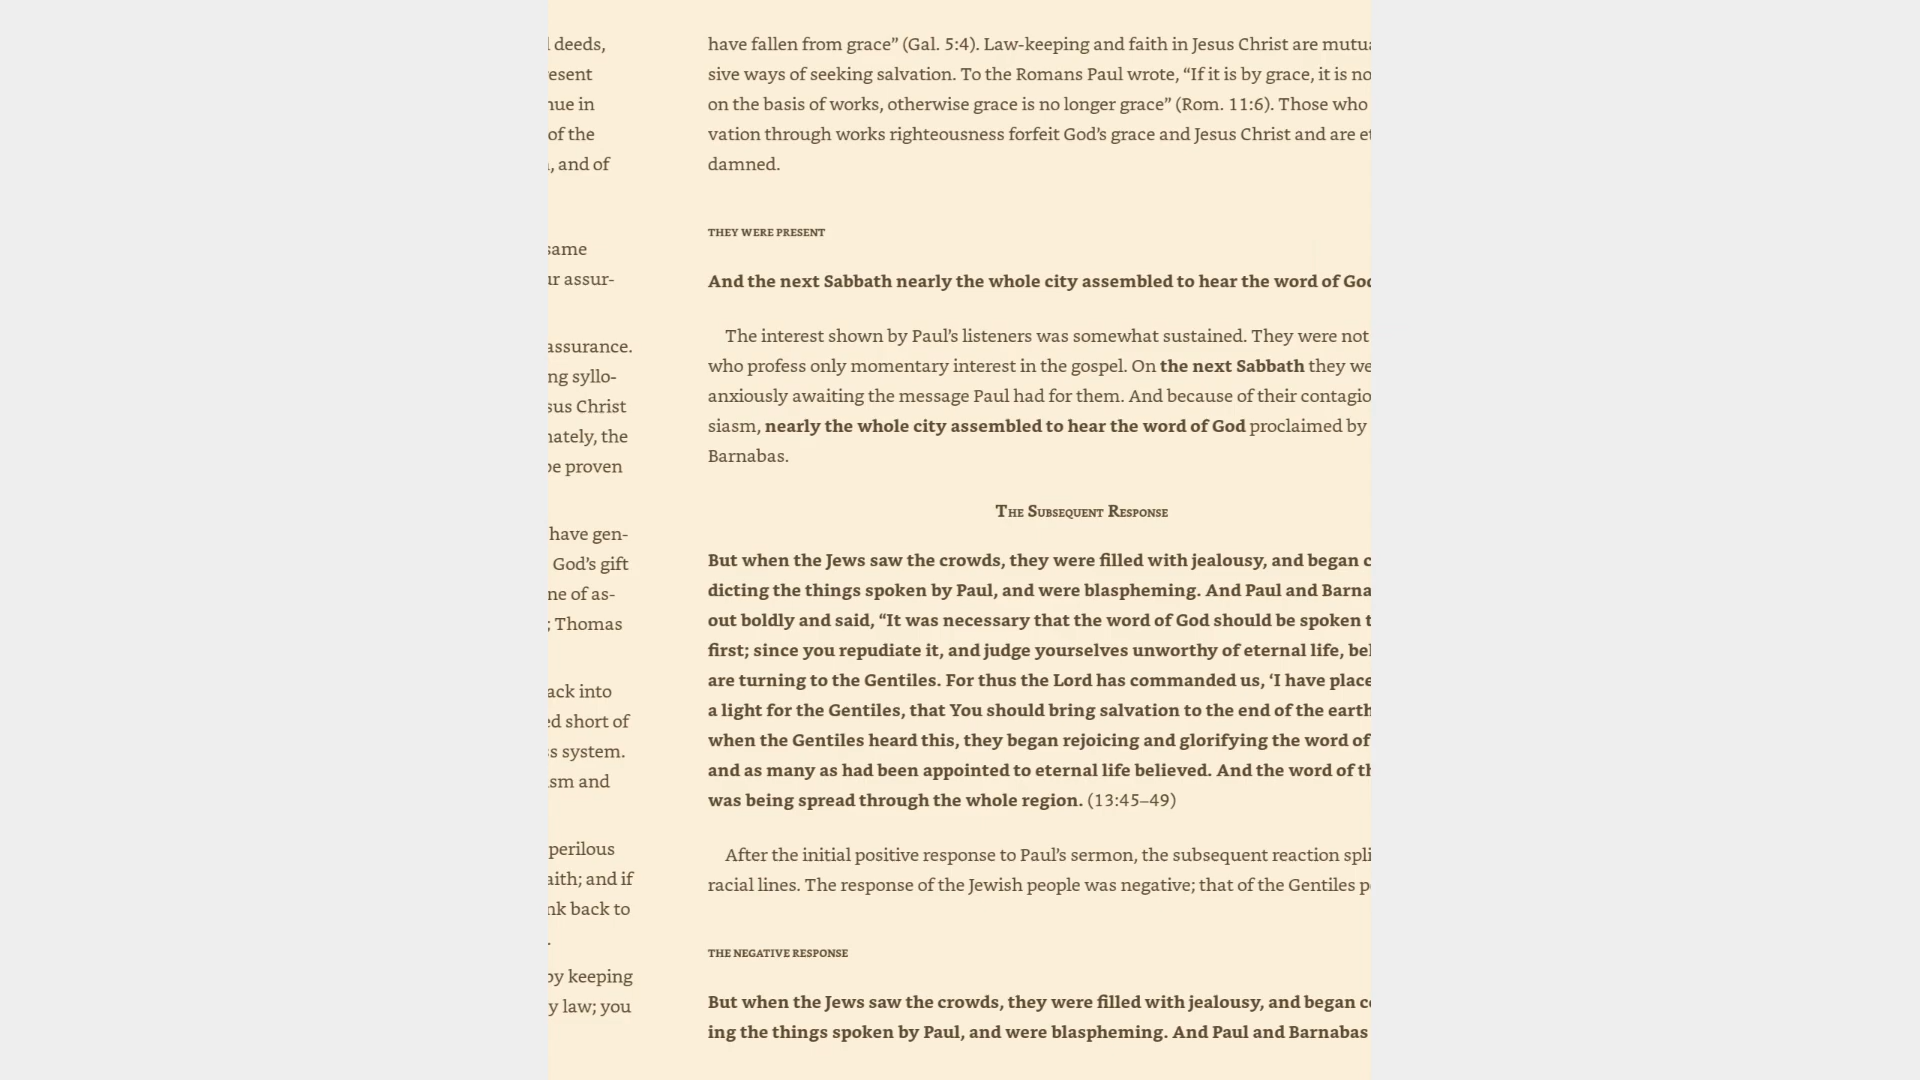 deeds,
esent
nue in
of the
, and of
same
ur assur-
assurance.
ng syllo-
sus Christ
nately, the
be proven
have gen-
God’s gift
ne of as-
; Thomas
ack into
ed short of
ss system.
ism and
perilous
aith; and if
nk back to
.
by keeping
y law; you
have fallen from grace” (Gal. 5:4). Law-keeping and faith in Jesus Christ are mutua
sive ways of seeking salvation. To the Romans Paul wrote, “If it is by grace, it is no
on the basis of works, otherwise grace is no longer grace” (Rom. 11:6). Those who
vation through works righteousness forfeit God’s grace and Jesus Christ and are et
damned.
THEY WERE PRESENT
And the next Sabbath nearly the whole city assembled to hear the word of God
The interest shown by Paul’s listeners was somewhat sustained. They were not
who profess only momentary interest in the gospel. On the next Sabbath they we
anxiously awaiting the message Paul had for them. And because of their contagio
siasm, nearly the whole city assembled to hear the word of God proclaimed by
Barnabas.
The Subsequent Response
But when the Jews saw the crowds, they were filled with jealousy, and began c
dicting the things spoken by Paul, and were blaspheming. And Paul and Barna
out boldly and said, “It was necessary that the word of God should be spoken t
first; since you repudiate it, and judge yourselves unworthy of eternal life, beh
are turning to the Gentiles. For thus the Lord has commanded us, ‘I have place
a light for the Gentiles, that You should bring salvation to the end of the earth
when the Gentiles heard this, they began rejoicing and glorifying the word of
and as many as had been appointed to eternal life believed. And the word of th
was being spread through the whole region. (13:45–49)
After the initial positive response to Paul’s sermon, the subsequent reaction spli
racial lines. The response of the Jewish people was negative; that of the Gentiles p
THE NEGATIVE RESPONSE
But when the Jews saw the crowds, they were filled with jealousy, and began c
ing the things spoken by Paul, and were blaspheming. And Paul and Barnabas